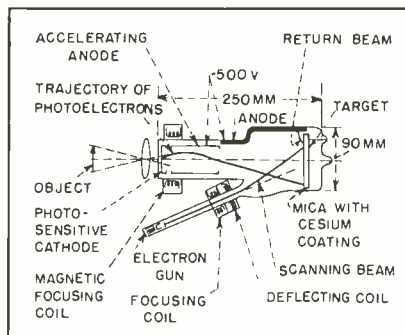 ACCELERATING
ANODE
RETURN BEAM
500 V
TRAJECTORY OF
PHOTOELECTRONS
250 MM
ANODE
TARGET
90 MM
OBJECT
PHOTO-
SENSITIVE
CATHODE
MAGNETIC
FOCUSING
COIL
ELECTRON
GUN
FOCUSING
COIL
MICA WITH
CESIUM
COATING
SCANNING BEAM
DEFLECTING COIL